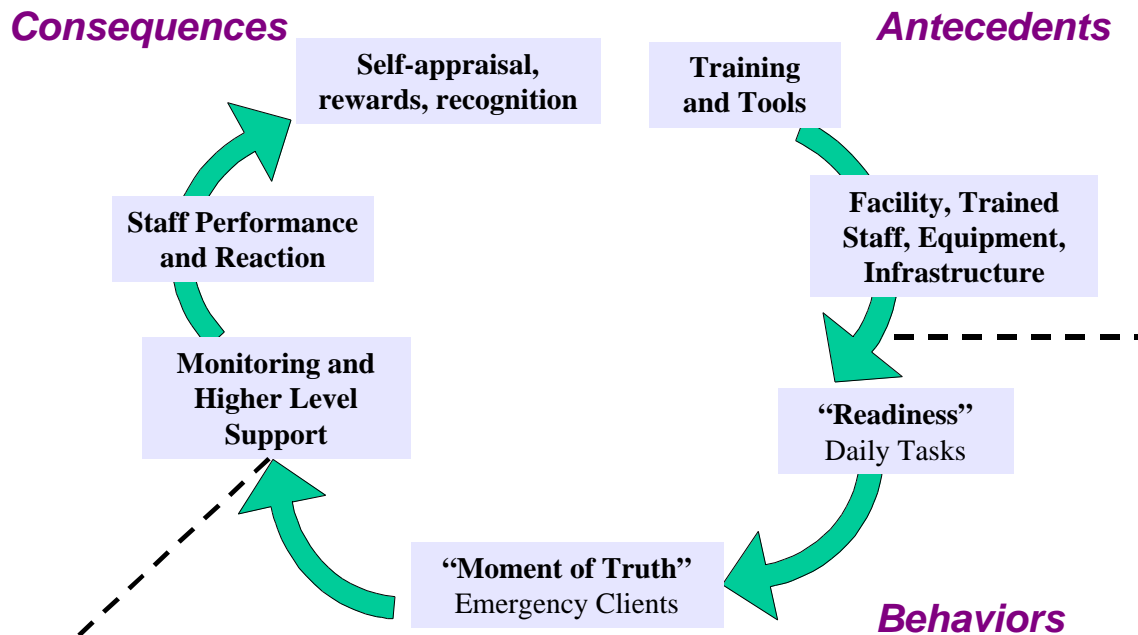 Consequences
Antecedents
Self-appraisal,
rewards, recognition
Training
and Tools
Staff Performance
and Reaction
Facility, Trained
Staff, Equipment,
Infrastructure
Monitoring and
Higher Level
Support
“Readiness”
Daily Tasks
“Moment of Truth”
Emergency Clients
Behaviors